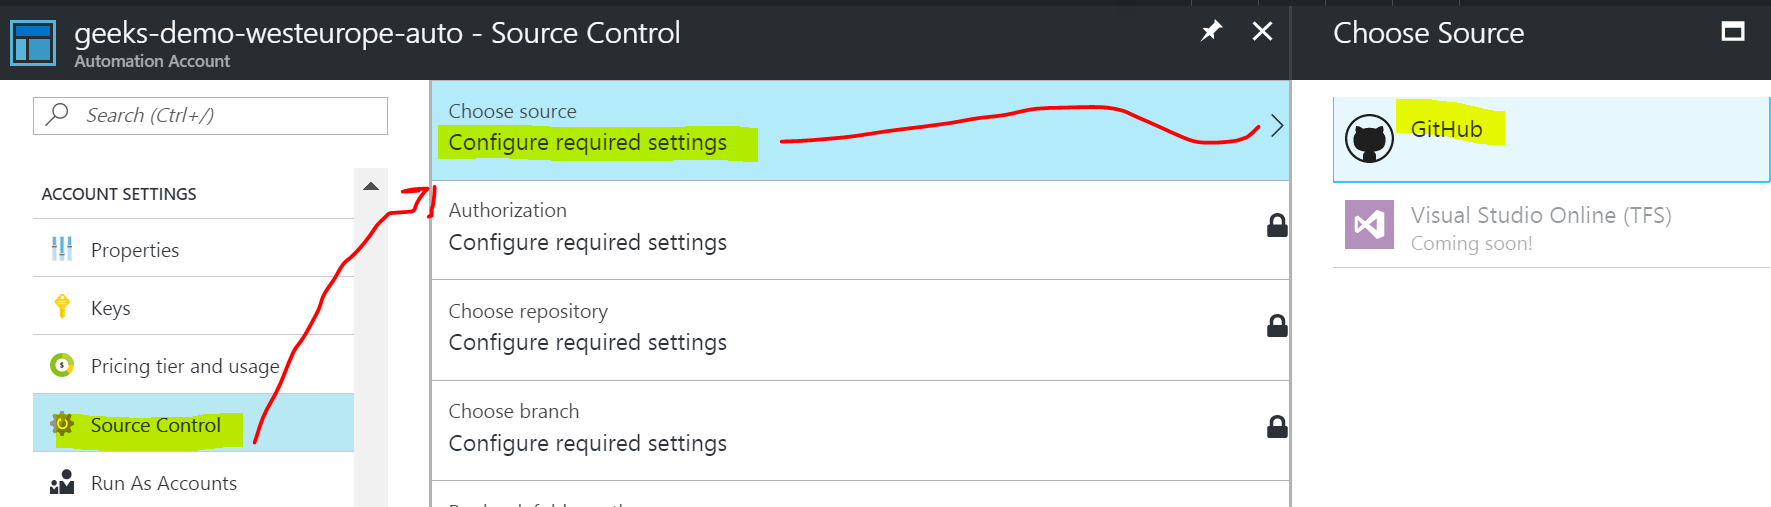 geeks-demo-westeurope-auto - Source Control
Automation Account
Search (Ctrl+/)
ACCOUNT SETTINGS
Properties
Keys
Pricing tier and usage
Source Control
Run As Accounts
Choose source
Configure required settings
Authorization
Configure required settings
Choose repository
Configure required settings
Choose branch
Configure required settings
Choose Source
GitHub
Visual Studio Online (TFS)
Coming soon!